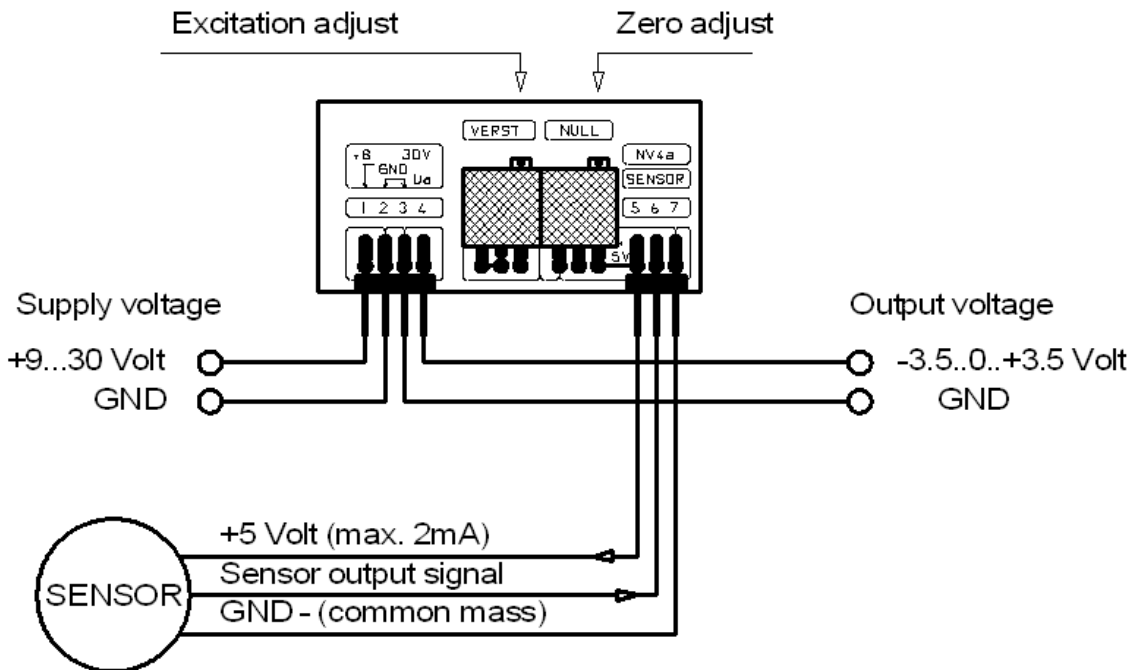 Excitation adjust
Zero adjust
VERST
NULL
+B 30V
GND
Ua
1 2 3 4
NV4a
SENSOR
5 6 7
5V
Supply voltage
+9...30 Volt
GND
Output voltage
-3.5..0..+3.5 Volt
GND
SENSOR
+5 Volt (max. 2mA)
Sensor output signal
GND - (common mass)